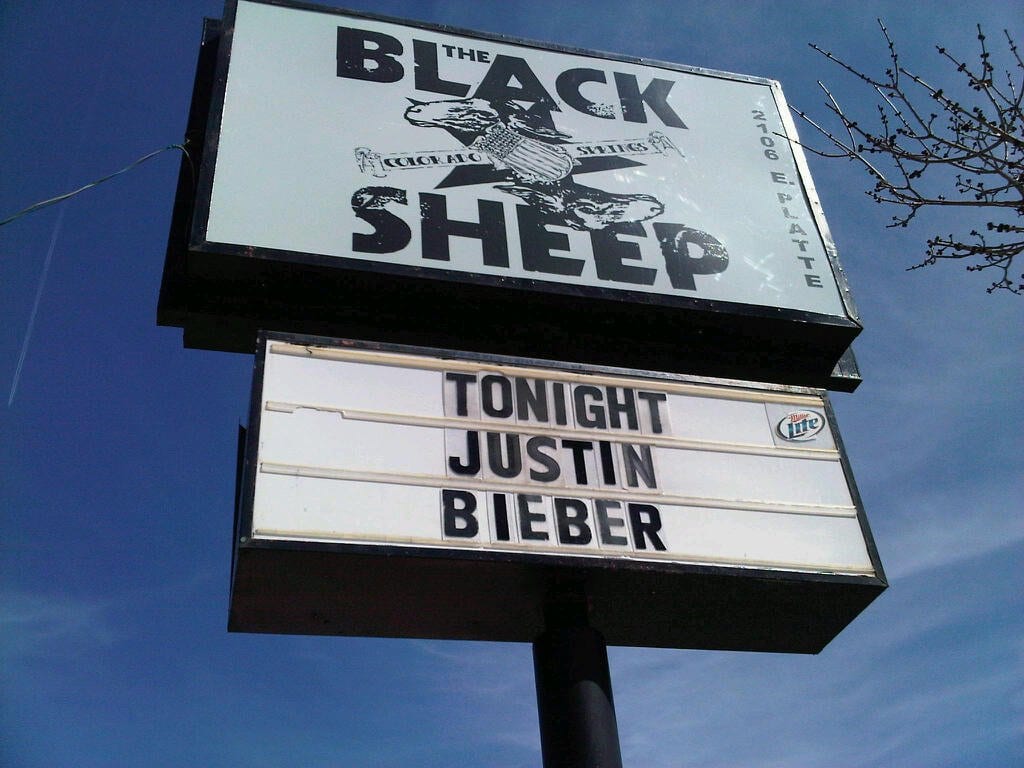 THE
BLACK
COLORADO SPRINGS
SHEEP
2106 E. PLATTE
TONIGHT
Miller
Lite
JUSTIN
BIEBER